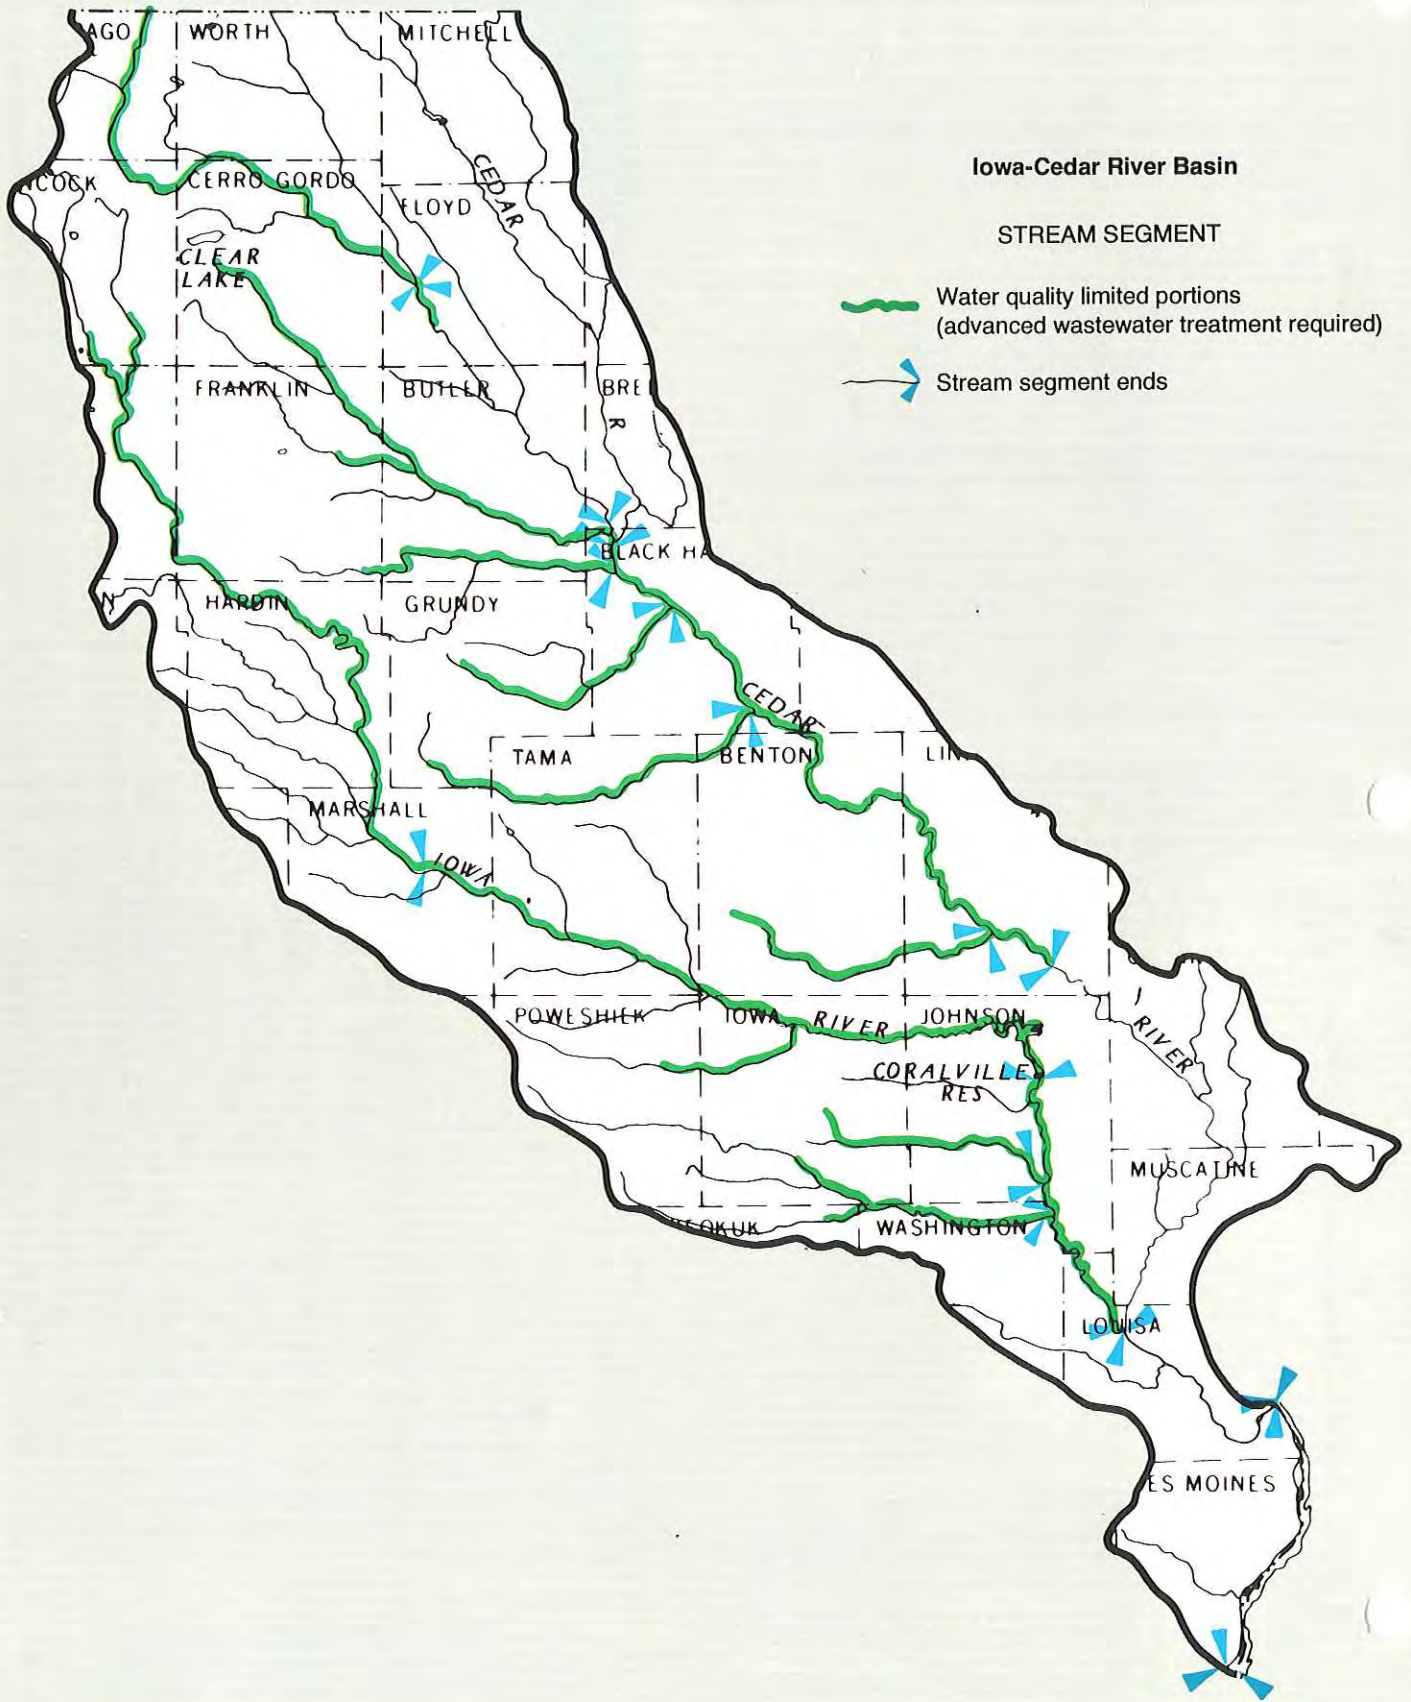 AGO
WORTH
MITCHELL
Iowa-Cedar River Basin
COCK
CERRO GORDO
CEDAR
FLOYD
STREAM SEGMENT
CLEAR
LAKE
Water quality limited portions
(advanced wastewater treatment required)
Stream segment ends
FRANKLIN
BUTLER
BRE
R
BLACK HA
N
HARDIN
GRUNDY
CEDAR
TAMA
BENTON
LIN
MARSHALL
IOWA
POWESHIEK
IOWA
RIVER
JOHNSON
RIVER
CORALVILLE
RES
MUSCATINE
EOKUK
WASHINGTON
LOUISA
ES MOINES